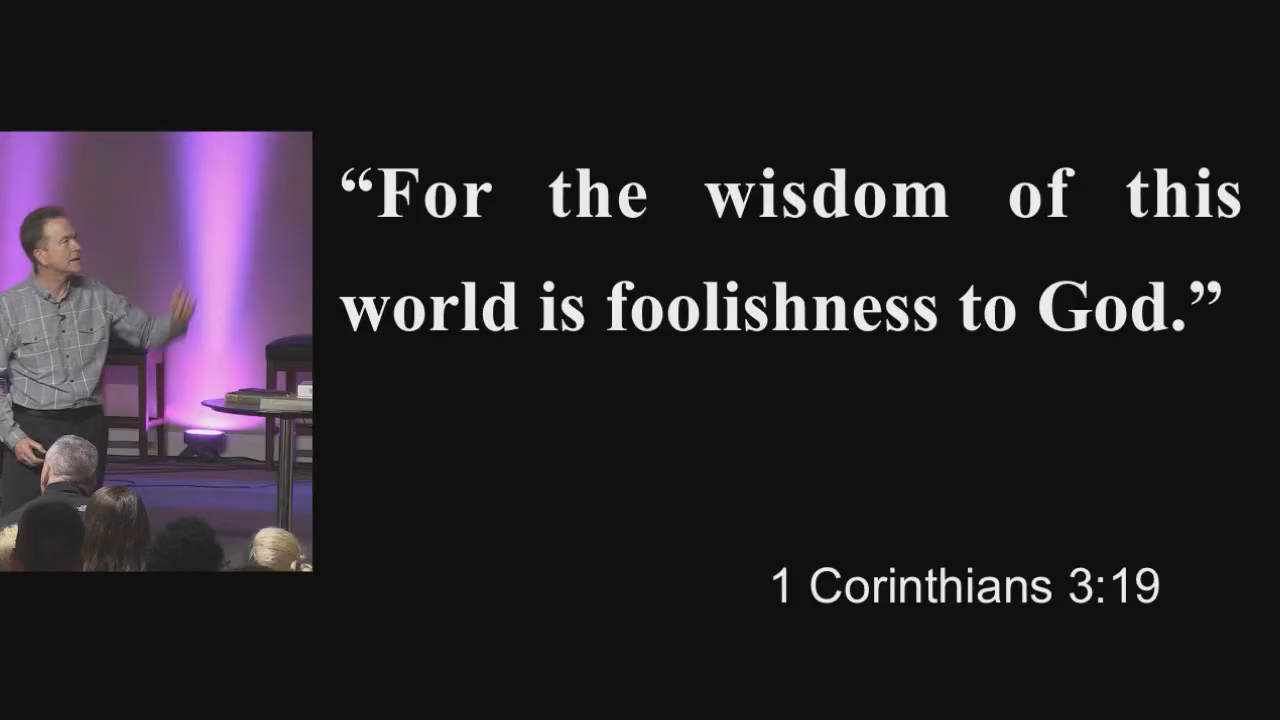 “For the wisdom of this
world is foolishness to God.”
1 Corinthians 3:19